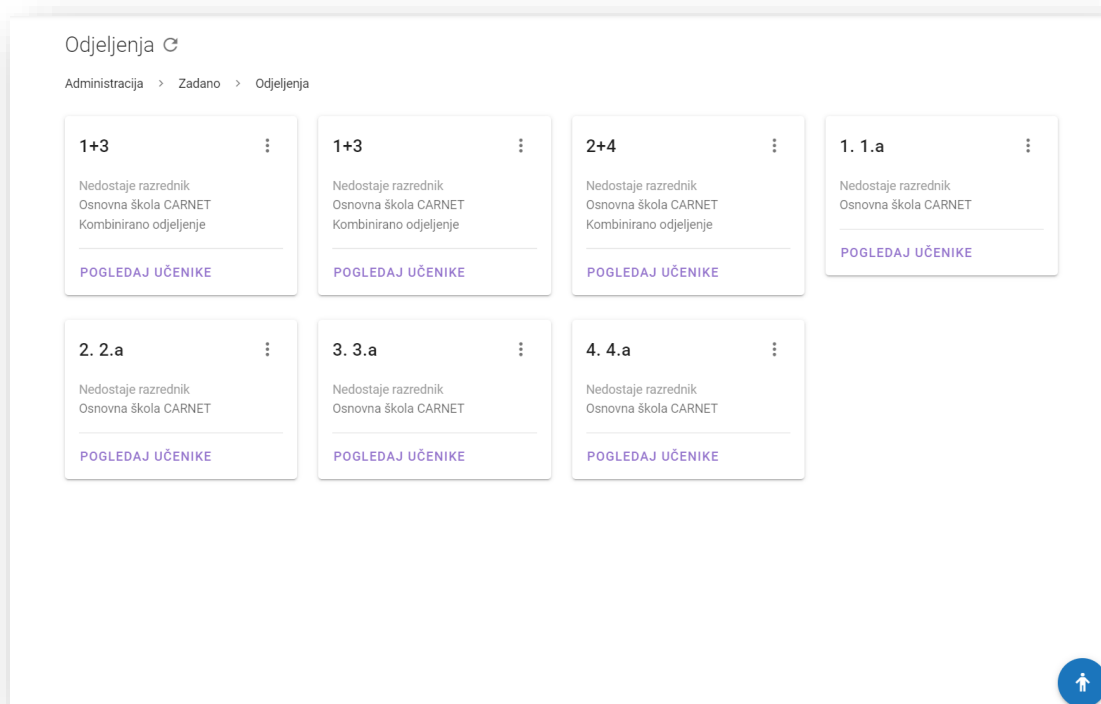 Odjeljenja
Administracija > Zadano > Odjeljenja
1+3
Nedostaje razrednik
Osnovna škola CARNET
Kombinirano odjeljenje
POGLEDAJ UČENIKE
1+3
Nedostaje razrednik
Osnovna škola CARNET
Kombinirano odjeljenje
POGLEDAJ UČENIKE
2+4
Nedostaje razrednik
Osnovna škola CARNET
Kombinirano odjeljenje
POGLEDAJ UČENIKE
1. 1.a
Nedostaje razrednik
Osnovna škola CARNET
POGLEDAJ UČENIKE
2. 2.a
Nedostaje razrednik
Osnovna škola CARNET
POGLEDAJ UČENIKE
3. 3.a
Nedostaje razrednik
Osnovna škola CARNET
POGLEDAJ UČENIKE
4. 4.a
Nedostaje razrednik
Osnovna škola CARNET
POGLEDAJ UČENIKE